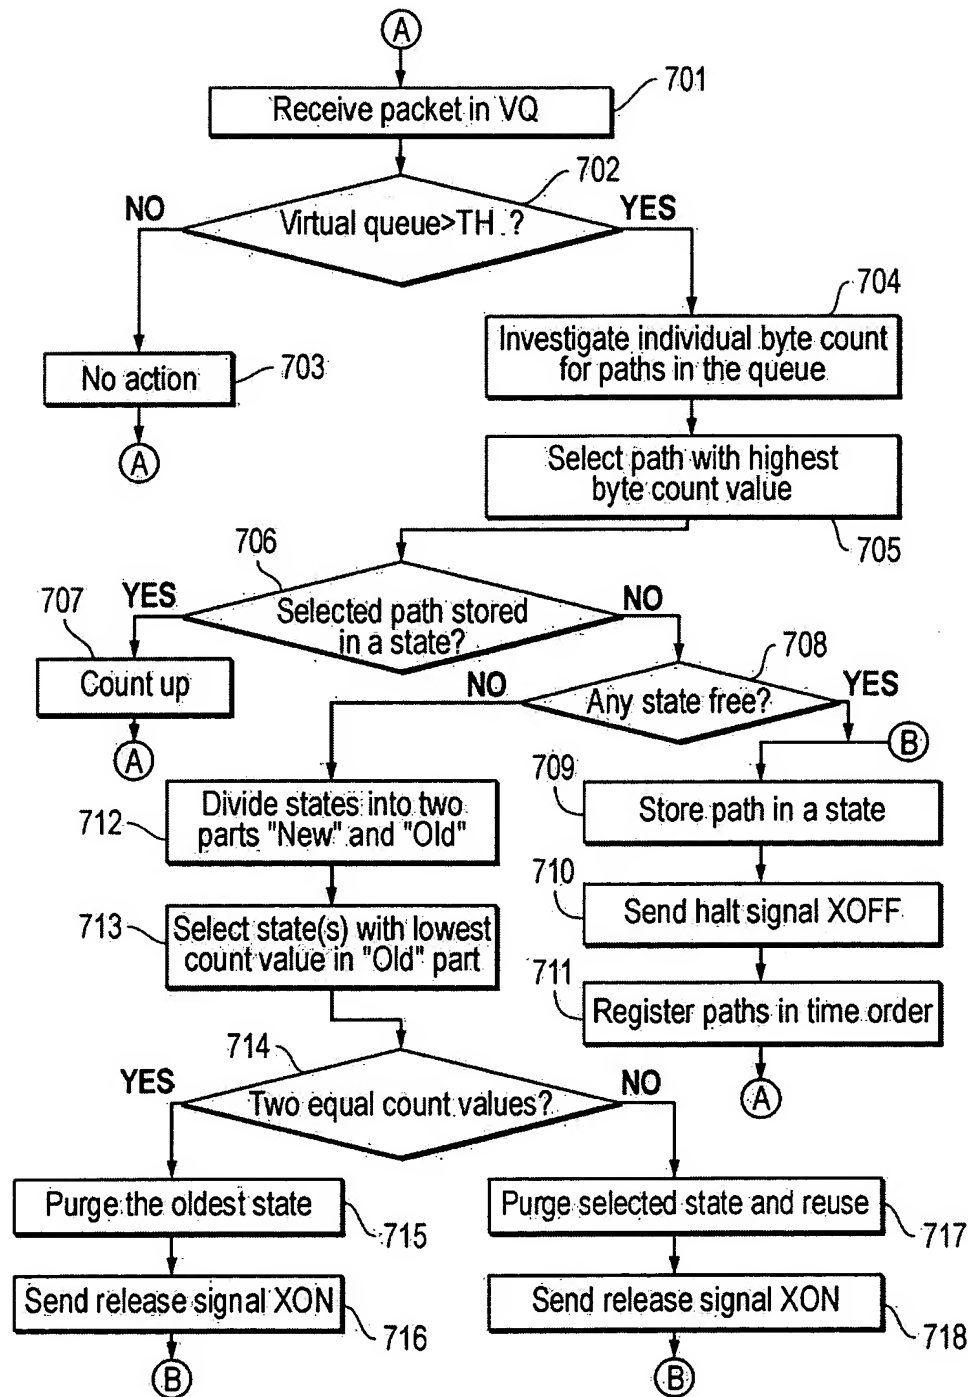 A
701
Receive packet in VQ
702
NO
YES
Virtual queue>TH.?
704
Investigate individual byte count
for paths in the queue
No action
703
A
Select path with highest
byte count value
705
706
YES
NO
707
Selected path stored
in a state?
708
Count up
NO
YES
Any state free?
A
B
709
712
Divide states into two
parts "New" and "Old"
Store path in a state
710
Send halt signal XOFF
713
Select state(s) with lowest
count value in "Old" part
711
Register paths in time order
714
YES
NO
A
Two equal count values?
Purge the oldest state
715
Purge selected state and reuse
717
Send release signal XON
716
Send release signal XON
718
B
B